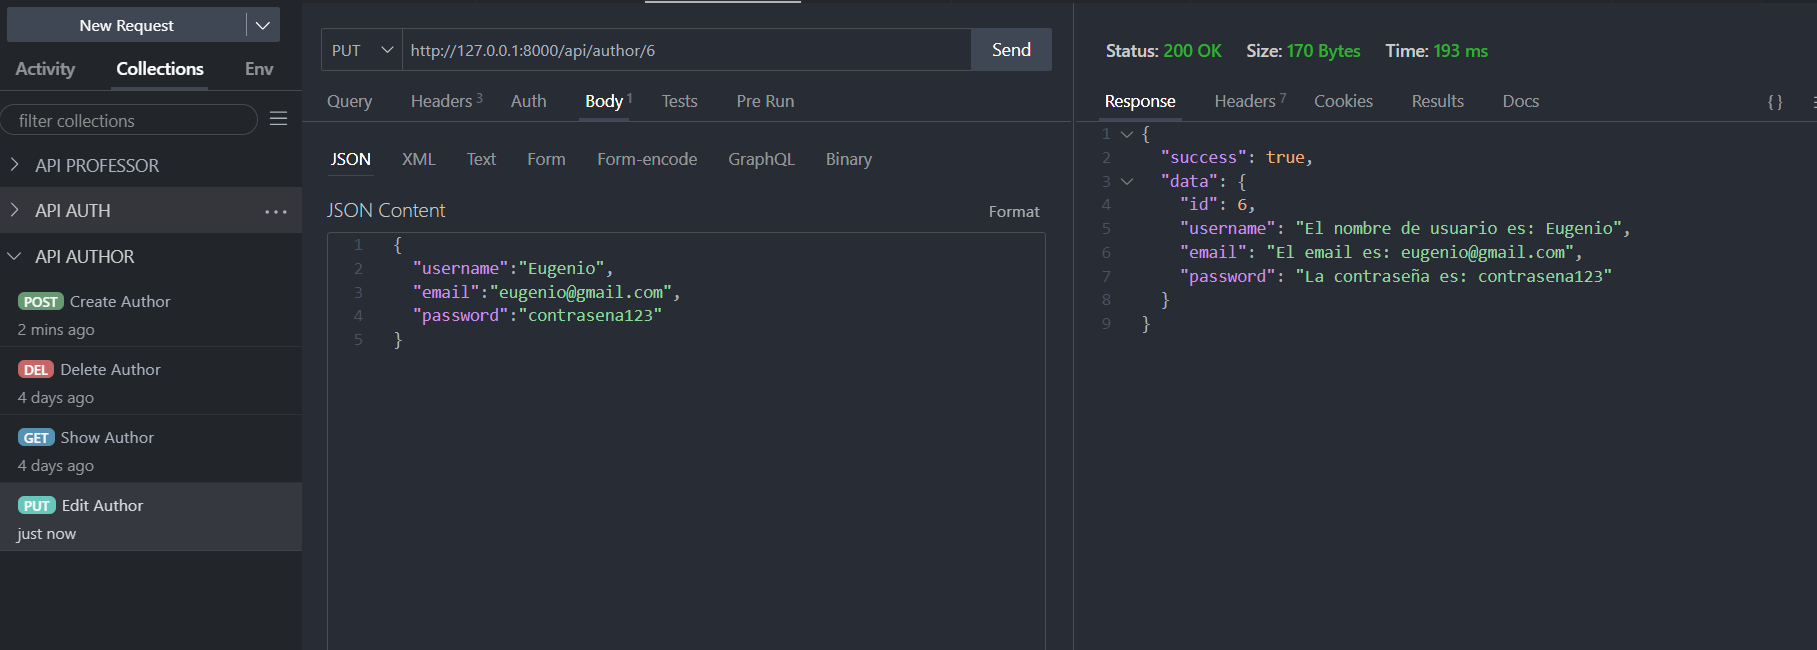 New Request
Activity Collections Env
filter collections
API PROFESSOR
API AUTH
API AUTHOR
POST Create Author
2 mins ago
DEL Delete Author
4 days ago
GET Show Author
4 days ago
PUT Edit Author
just now
PUT http://127.0.0.1:8000/api/author/6 Send
Query Headers 3 Auth Body 1 Tests Pre Run
JSON XML Text Form Form-encode GraphQL Binary
JSON Content Format
1 {
2 "username":"Eugenio",
3 "email":"eugenio@gmail.com",
4 "password":"contrasena123"
5 }
Status: 200 OK Size: 170 Bytes Time: 193 ms
Response Headers 7 Cookies Results Docs { }
1 {
2 "success": true,
3 "data": {
4 "id": 6,
5 "username": "El nombre de usuario es: Eugenio",
6 "email": "El email es: eugenio@gmail.com",
7 "password": "La contraseña es: contrasena123"
8 }
9 }